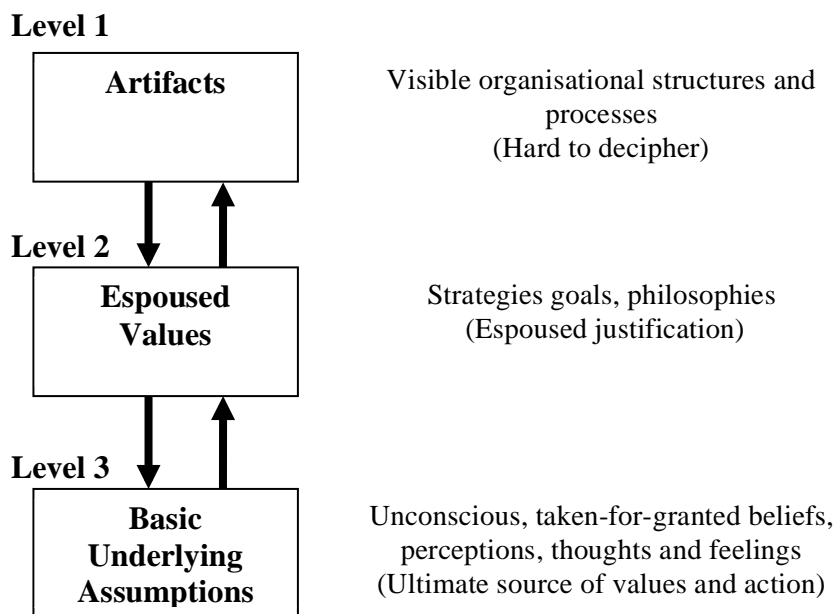 Level 1
Artifacts
Visible organisational structures and
processes
(Hard to decipher)
Level 2
Espoused
Values
Strategies goals, philosophies
(Espoused justification)
Level 3
Basic
Underlying
Assumptions
Unconscious, taken-for-granted beliefs,
perceptions, thoughts and feelings
(Ultimate source of values and action)